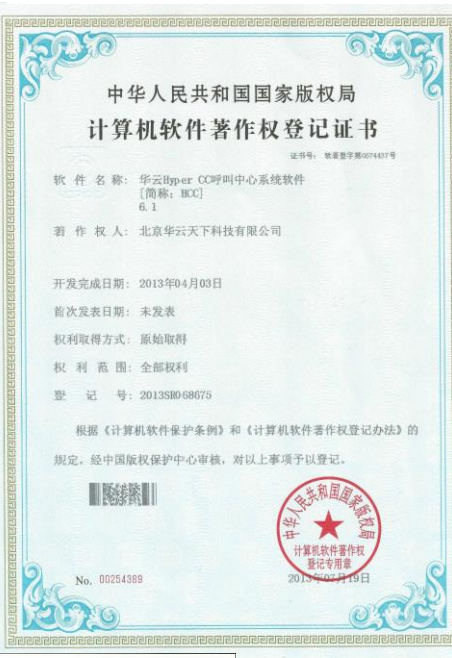 中华人民共和国国家版权局
计算机软件著作权登记证书
证书号: 软著登字第0574437号
软件名称: 华云Hyper CC呼叫中心系统软件
[简称: HCC]
6.1
著作权人: 北京华云天下科技有限公司
开发完成日期: 2013年04月03日
首次发表日期: 未发表
权利取得方式: 原始取得
权利范围: 全部权利
登记号: 2013SR068675
根据《计算机软件保护条例》和《计算机软件著作权登记办法》的
规定,经中国版权保护中心审核,对以上事项予以登记。
中华人民共和国国家版权局
计算机软件著作权
登记专用章
No. 00254389
2013年07月19日